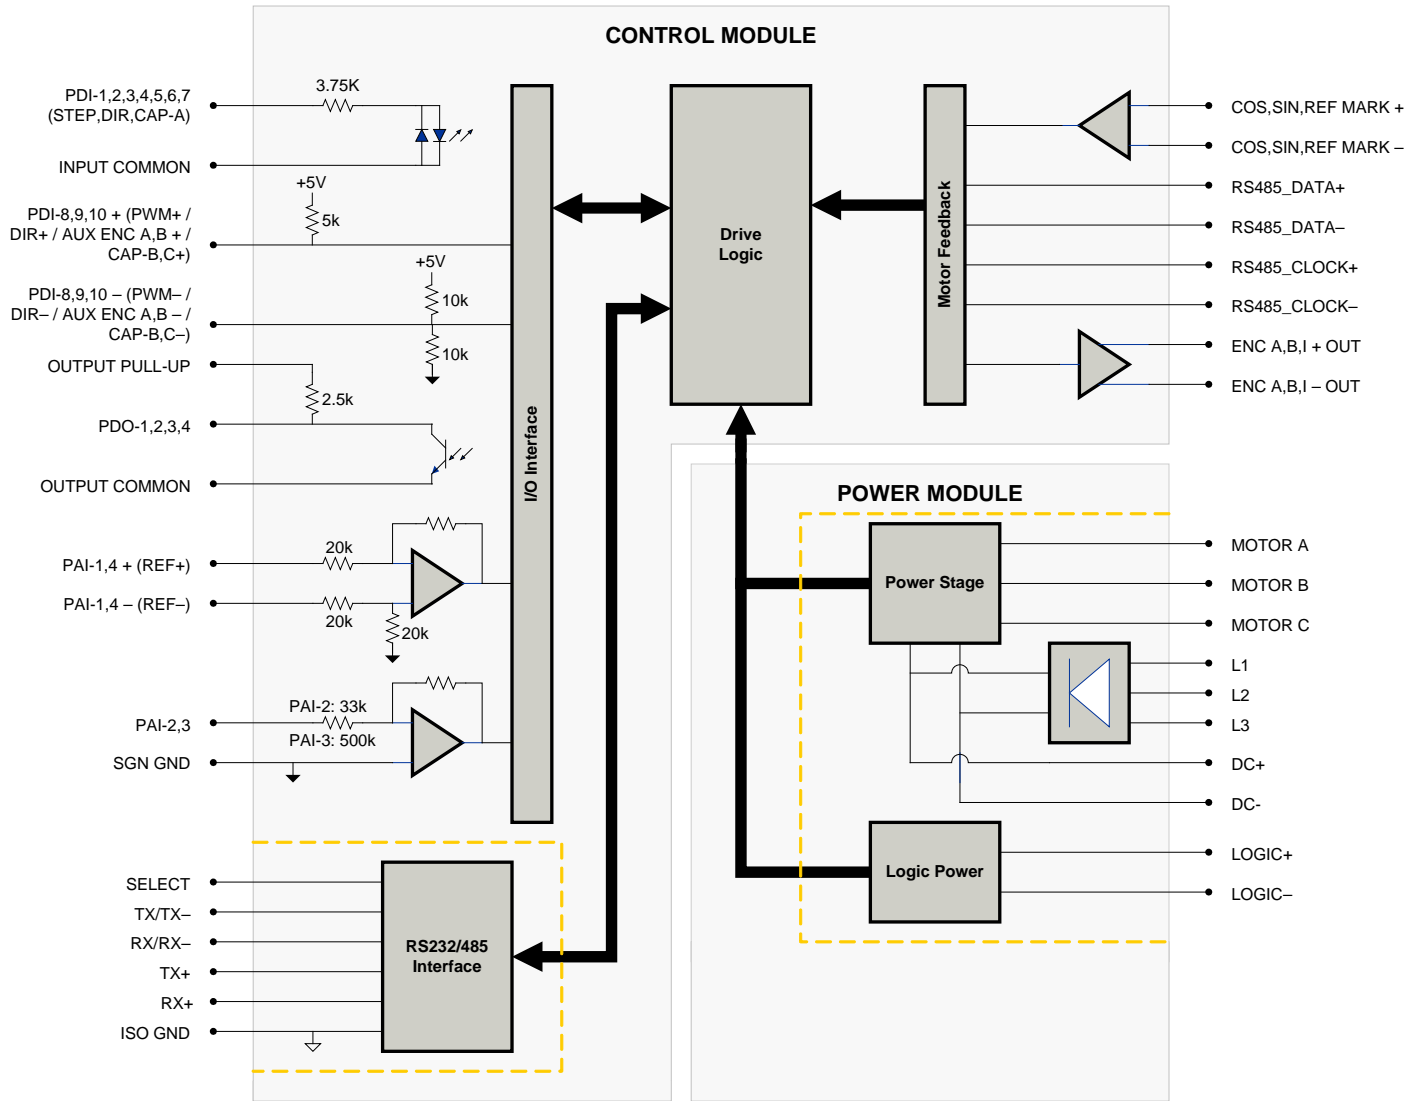 CONTROL MODULE
PDI-1,2,3,4,5,6,7
(STEP,DIR,CAP-A)
3.75K
INPUT COMMON
+5V
PDI-8,9,10 + (PWM+ /
DIR+ / AUX ENC A,B + /
CAP-B,C+)
5k
+5V
PDI-8,9,10 – (PWM– /
DIR– / AUX ENC A,B – /
CAP-B,C–)
10k
10k
OUTPUT PULL-UP
2.5k
PDO-1,2,3,4
OUTPUT COMMON
20k
PAI-1,4 + (REF+)
PAI-1,4 – (REF–)
20k
20k
PAI-2: 33k
PAI-2,3
PAI-3: 500k
SGN GND
I/O Interface
Drive
Logic
Motor Feedback
COS,SIN,REF MARK +
COS,SIN,REF MARK –
RS485_DATA+
RS485_DATA–
RS485_CLOCK+
RS485_CLOCK–
ENC A,B,I + OUT
ENC A,B,I – OUT
POWER MODULE
Power Stage
MOTOR A
MOTOR B
MOTOR C
L1
L2
L3
DC+
DC-
Logic Power
LOGIC+
LOGIC–
SELECT
TX/TX–
RX/RX–
TX+
RX+
ISO GND
RS232/485
Interface